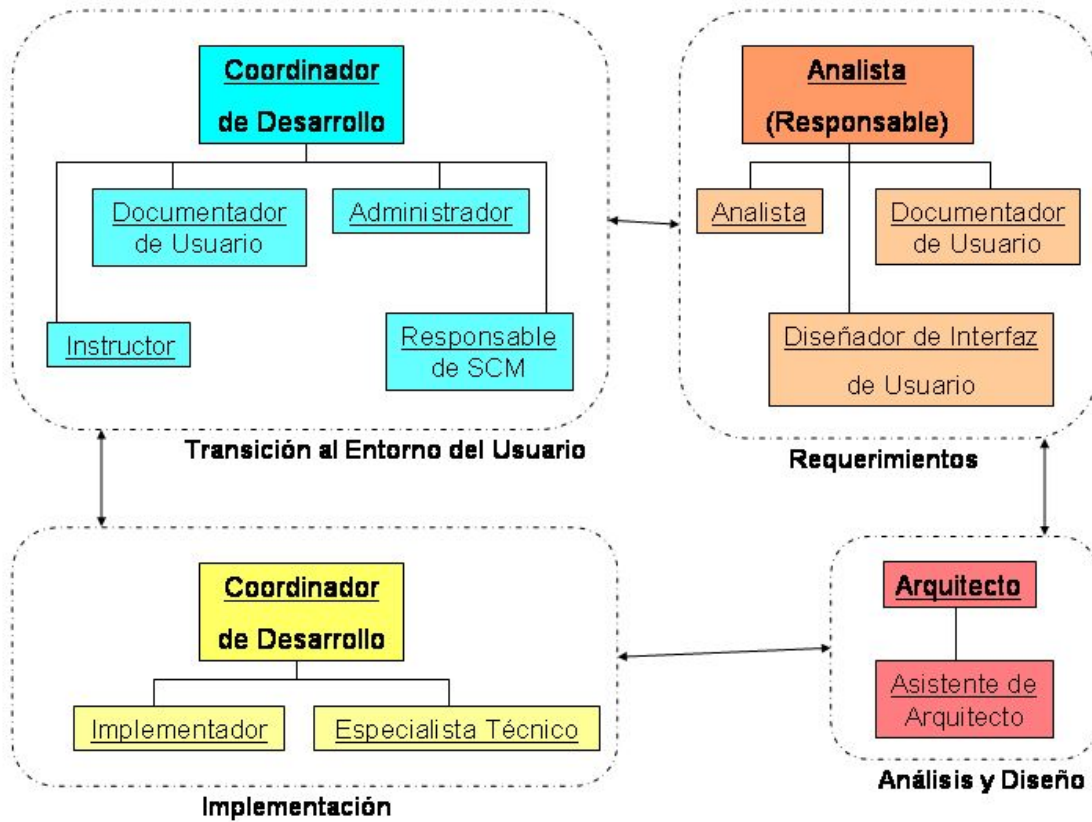 Coordinador
de Desarrollo
Documentador
de Usuario
Administrador
Instructor
Responsable
de SCM
Transición al Entorno del Usuario
Analista
(Responsable)
Analista
Documentador
de Usuario
Diseñador de Interfaz
de Usuario
Requerimientos
Coordinador
de Desarrollo
Implementador
Especialista Técnico
Implementación
Arquitecto
Asistente de
Arquitecto
Análisis y Diseño